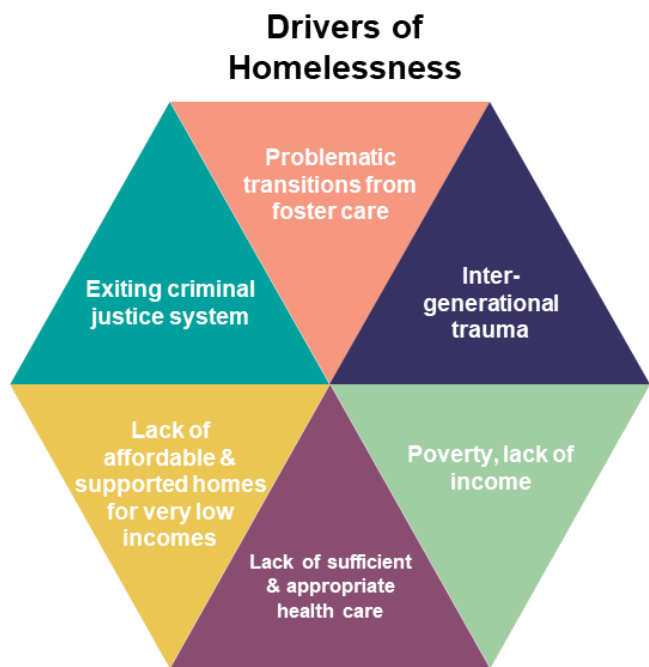 Drivers of
Homelessness
Problematic
transitions from
foster care
Inter-
generational
trauma
Exiting criminal
justice system
Lack of
affordable &
supported homes
for very low
incomes
Poverty, lack of
income
Lack of sufficient
& appropriate
health care